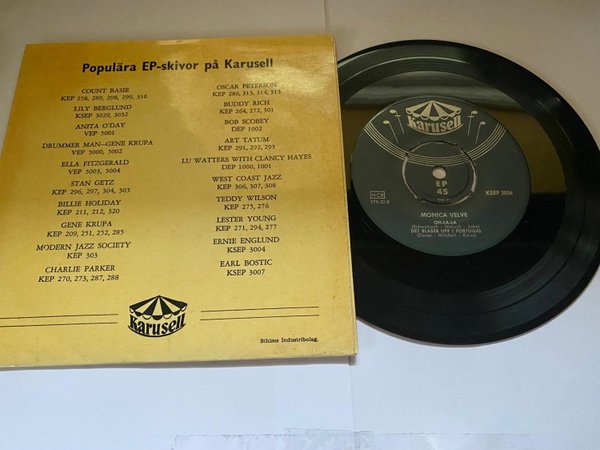 Populära EP-skivor på Karusell
COUNT BASIE
KEP 258, 289, 298, 299, 310
LILY BERGLUND
KSEP 3029, 3032
ANITA O'DAY
VEP 5001
DRUMMER MAN—GENE KRUPA
VEP 5000, 5002
ELLA FITZGERALD
DEP 5003, 5004
STAN GETZ
KEP 296, 297, 304, 305
BILLIE HOLIDAY
KEP 211, 212, 320
GENE KRUPA
KEP 209, 251, 252, 285
MODERN JAZZ SOCIETY
KEP 303
CHARLIE PARKER
KEP 270, 273, 287, 288
OSCAR PETERSON
KEP 286, 313, 314, 315
BUDDY RICH
KEP 264, 272, 301
BOB SCOBEY
DEP 1002
ART TATUM
KEP 291, 292, 293
LU WATTERS WITH CLANCY HAYES
DEP 1000, 1001
WEST COAST JAZZ
KEP 306, 307, 308
TEDDY WILSON
KEP 275, 276
LESTER YOUNG
KEP 271, 294, 277
ERNIE ENGLUND
KSEP 3004
EARL BOSTIC
KSEP 3007
Karusell
Sthlms Industribolag.
Karusell
NCB
EP
45
KSEP 3036
MONICA VELVE
OH-LA-LA
DET BLÅSER UPP I PORTUGAL